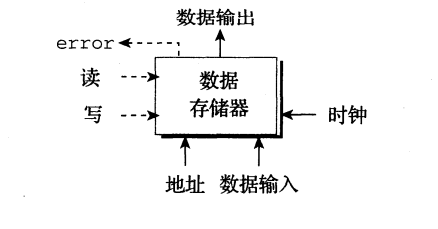 数据输出
error
读
数据
存储器
写
时钟
地址 数据输入